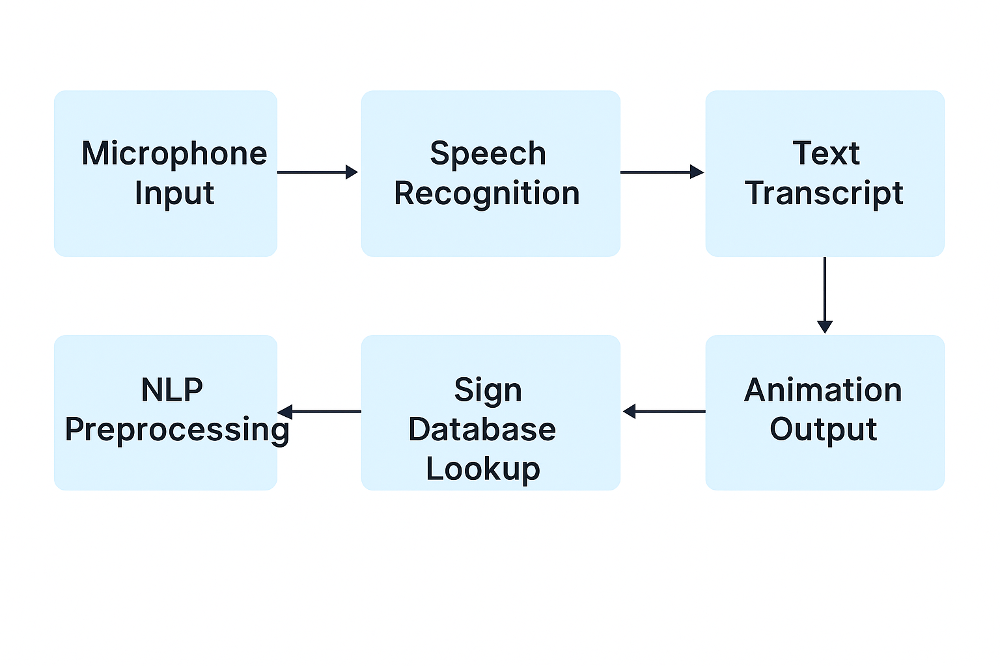 Microphone
Input
Speech
Recognition
Text
Transcript
NLP
Preprocessing
Sign
Database
Lookup
Animation
Output